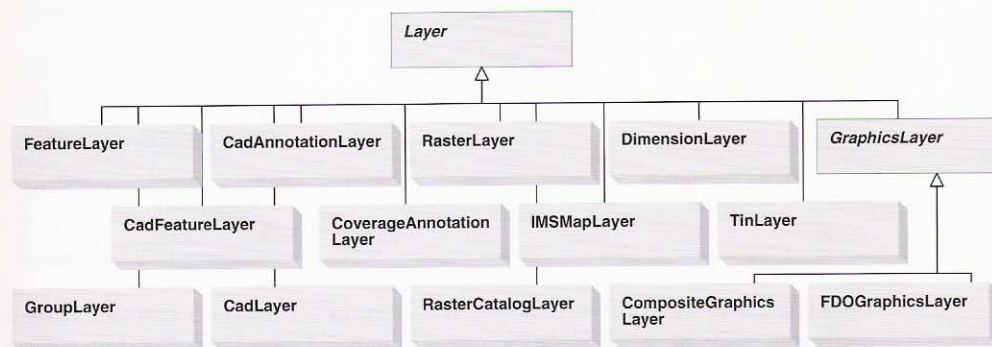 Layer
FeatureLayer
CadAnnotationLayer
RasterLayer
DimensionLayer
GraphicsLayer
CadFeatureLayer
CoverageAnnotation
Layer
IMSMapLayer
TinLayer
GroupLayer
CadLayer
RasterCatalogLayer
CompositeGraphics
Layer
FDOGraphicsLayer